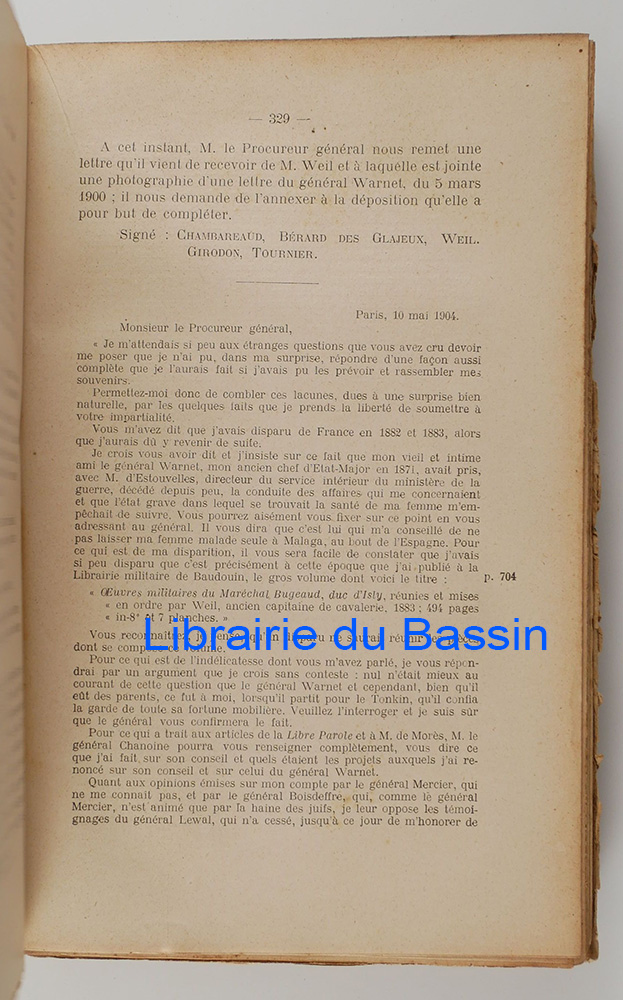 — 329 —
A cet instant, M. le Procureur général nous remet une
lettre qu'il vient de recevoir de M. Weil et à laquelle est jointe
une photographie d'une lettre du général Warnet, du 5 mars
1900 ; il nous demande de l'annexer à la déposition qu'elle a
pour but de compléter.
Signé : CHAMBAREAUD, BÉRARD DES GLAJEUX, WEIL.
GIRODON, TOURNIER.
Paris, 10 mai 1904.
Monsieur le Procureur général,
« Je m'attendais si peu aux étranges questions que vous avez cru devoir
me poser que je n'ai pu, dans ma surprise, répondre d'une façon aussi
complète que je l'aurais fait si j'avais pu les prévoir et rassembler mes
souvenirs.
Permettez-moi donc de combler ces lacunes, dues à une surprise bien
naturelle, par les quelques faits que je prends la liberté de soumettre à
votre impartialité.
Vous m'avez dit que j'avais disparu de France en 1882 et 1883, alors
que j'aurais dû y revenir de suite.
Je crois vous avoir dit et j'insiste sur ce fait que mon vieil et intime
ami le général Warnet, mon ancien chef d'Etat-Major en 1871, avait pris,
avec M. d'Estouvelles, directeur du service intérieur du ministère de la
guerre, décédé depuis peu, la conduite des affaires qui me concernaient
et que l'état grave dans lequel se trouvait la santé de ma femme m'em-
pêchait de suivre. Vous pourrez aisément vous fixer sur ce point en vous
adressant au général. Il vous dira que c'est lui qui m'a conseillé de ne
pas laisser ma femme malade seule à Malaga, au bout de l'Espagne. Pour
ce qui est de ma disparition, il vous sera facile de constater que j'avais
si peu disparu que c'est précisément à cette époque que j'ai publié à la
Librairie militaire de Baudouin, le gros volume dont voici le titre : p. 704
« Œuvres militaires du Maréchal Bugeaud, duc d'Isly, réunies et mises
« en ordre par Weil, ancien capitaine de cavalerie, 1883 ; 494 pages
« in-8° et 7 planches. »
Vous reconnaîtrez, je pense, qu'un disparu ne saurait réunir les pièces
dont se compose ce volume.
Librairie du Bassin
Pour ce qui est de l'indélicatesse dont vous m'avez parlé, je vous répon-
drai par un argument que je crois sans conteste : nul n'était mieux au
courant de cette question que le général Warnet et cependant, bien qu'il
eût des parents, ce fut à moi, lorsqu'il partit pour le Tonkin, qu'il confia
la garde de toute sa fortune mobilière. Veuillez l'interroger et je suis sûr
que le général vous confirmera le fait.
Pour ce qui a trait aux articles de la Libre Parole et à M. de Morès, M. le
général Chanoine pourra vous renseigner complètement, vous dire ce
que j'ai fait sur son conseil et quels étaient les projets auxquels j'ai re-
noncé sur son conseil et sur celui du général Warnet.
Quant aux opinions émises sur mon compte par le général Mercier, qui
ne me connaît pas, et par le général Boisdeffre, qui, comme le général
Mercier, n'est animé que par la haine des juifs, je leur oppose les témoi-
gnages du général Lewal, qui n'a cessé, jusqu'à ce jour de m'honorer de